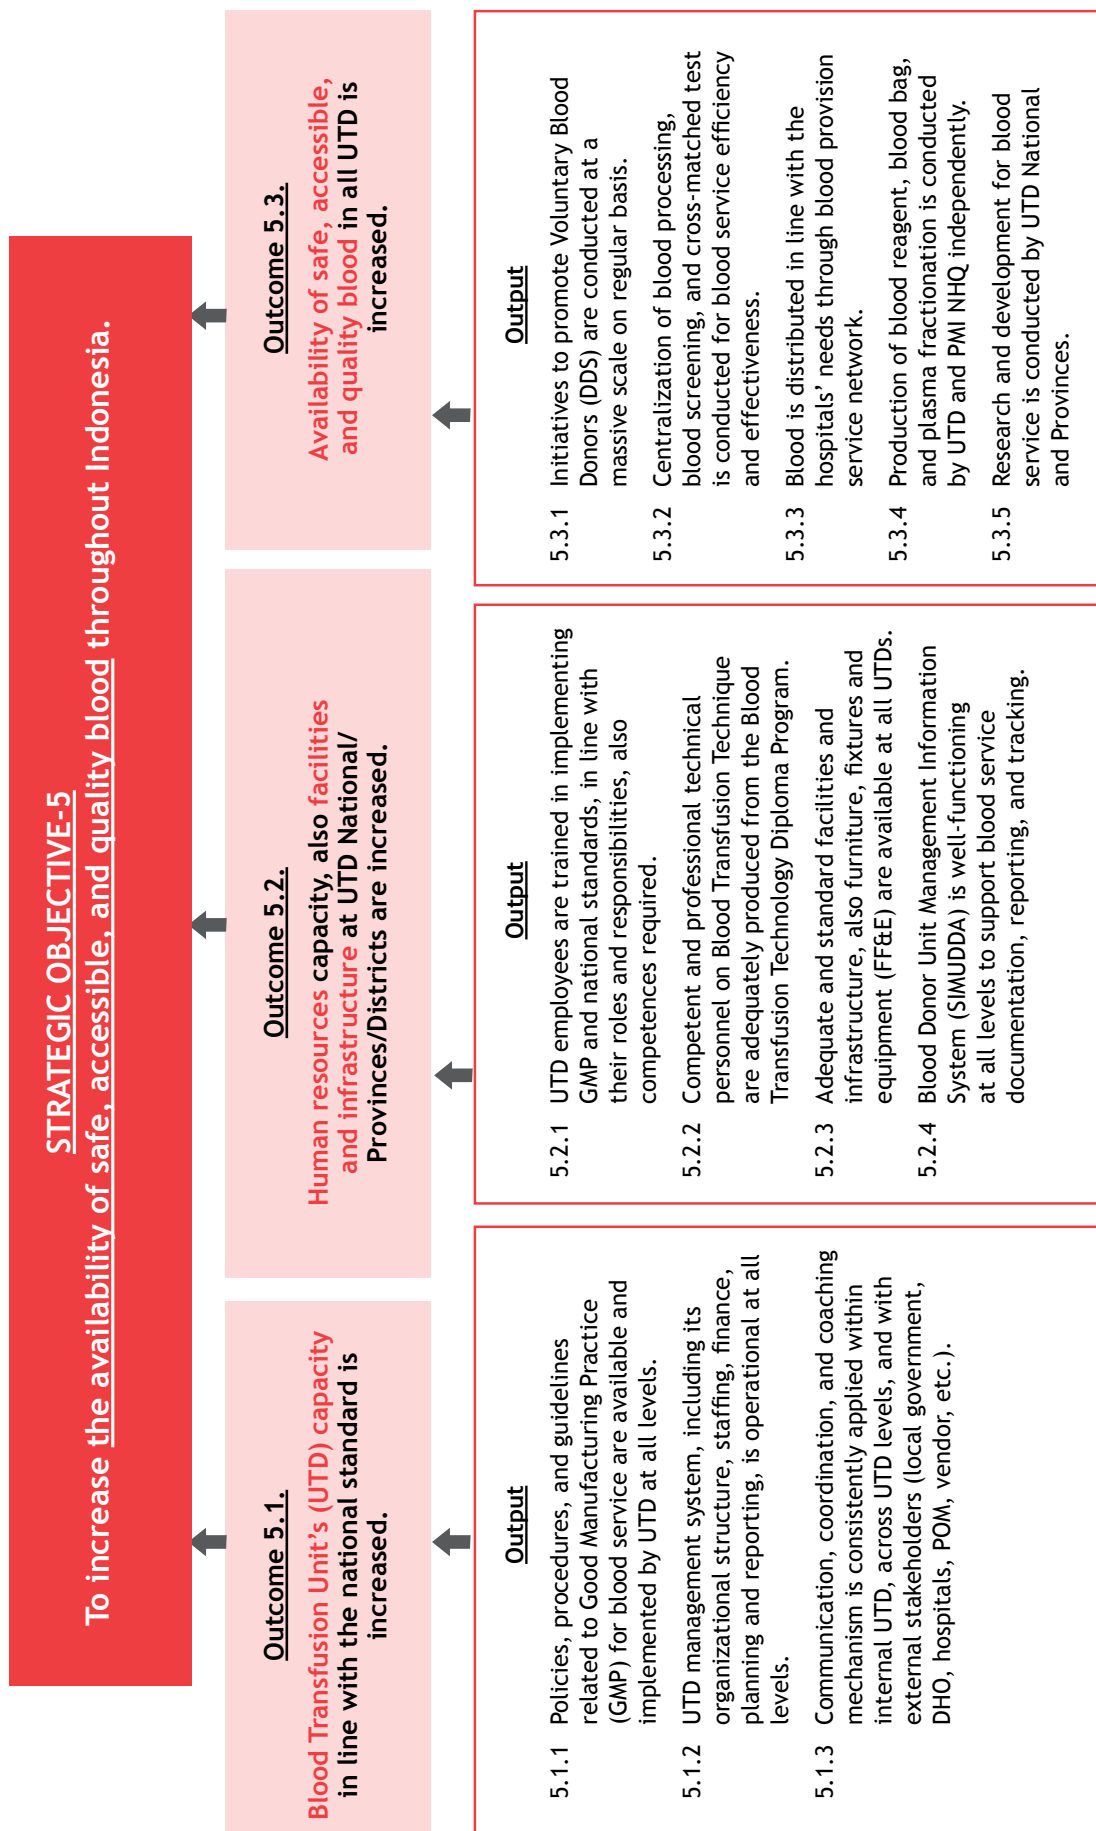 STRATEGIC OBJECTIVE-5
To increase the availability of safe, accessible, and quality blood throughout Indonesia.
Outcome 5.1.
Blood Transfusion Unit's (UTD) capacity
in line with the national standard is
increased.
Output
5.1.1 Policies, procedures, and guidelines
related to Good Manufacturing Practice
(GMP) for blood service are available and
implemented by UTD at all levels.
5.1.2 UTD management system, including its
organizational structure, staffing, finance,
planning and reporting, is operational at all
levels.
5.1.3 Communication, coordination, and coaching
mechanism is consistently applied within
internal UTD, across UTD levels, and with
external stakeholders (local government,
DHO, hospitals, POM, vendor, etc.).
Outcome 5.2.
Human resources capacity, also facilities
and infrastructure at UTD National/
Provinces/Districts are increased.
Output
5.2.1 UTD employees are trained in implementing
GMP and national standards, in line with
their roles and responsibilities, also
competences required.
5.2.2 Competent and professional technical
personnel on Blood Transfusion Technique
are adequately produced from the Blood
Transfusion Technology Diploma Program.
5.2.3 Adequate and standard facilities and
infrastructure, also furniture, fixtures and
equipment (FF&E) are available at all UTDs.
5.2.4 Blood Donor Unit Management Information
System (SIMUDDA) is well-functioning
at all levels to support blood service
documentation, reporting, and tracking.
Outcome 5.3.
Availability of safe, accessible,
and quality blood in all UTD is
increased.
Output
5.3.1 Initiatives to promote Voluntary Blood
Donors (DDS) are conducted at a
massive scale on regular basis.
5.3.2 Centralization of blood processing,
blood screening, and cross-matched test
is conducted for blood service efficiency
and effectiveness.
5.3.3 Blood is distributed in line with the
hospitals' needs through blood provision
service network.
5.3.4 Production of blood reagent, blood bag,
and plasma fractionation is conducted
by UTD and PMI NHQ independently.
5.3.5 Research and development for blood
service is conducted by UTD National
and Provinces.